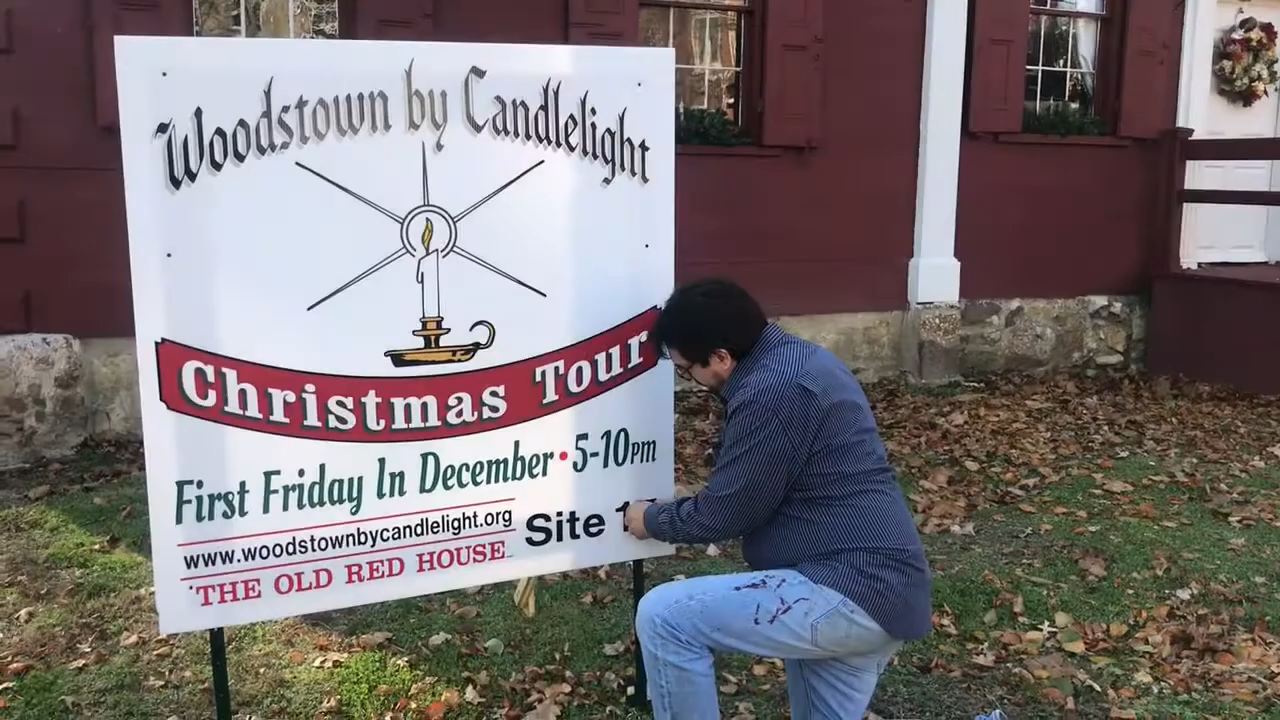 Woodstown by Candlelight
Christmas Tour
First Friday In December • 5-10PM
www.woodstownbycandlelight.org
THE OLD RED HOUSE
Site